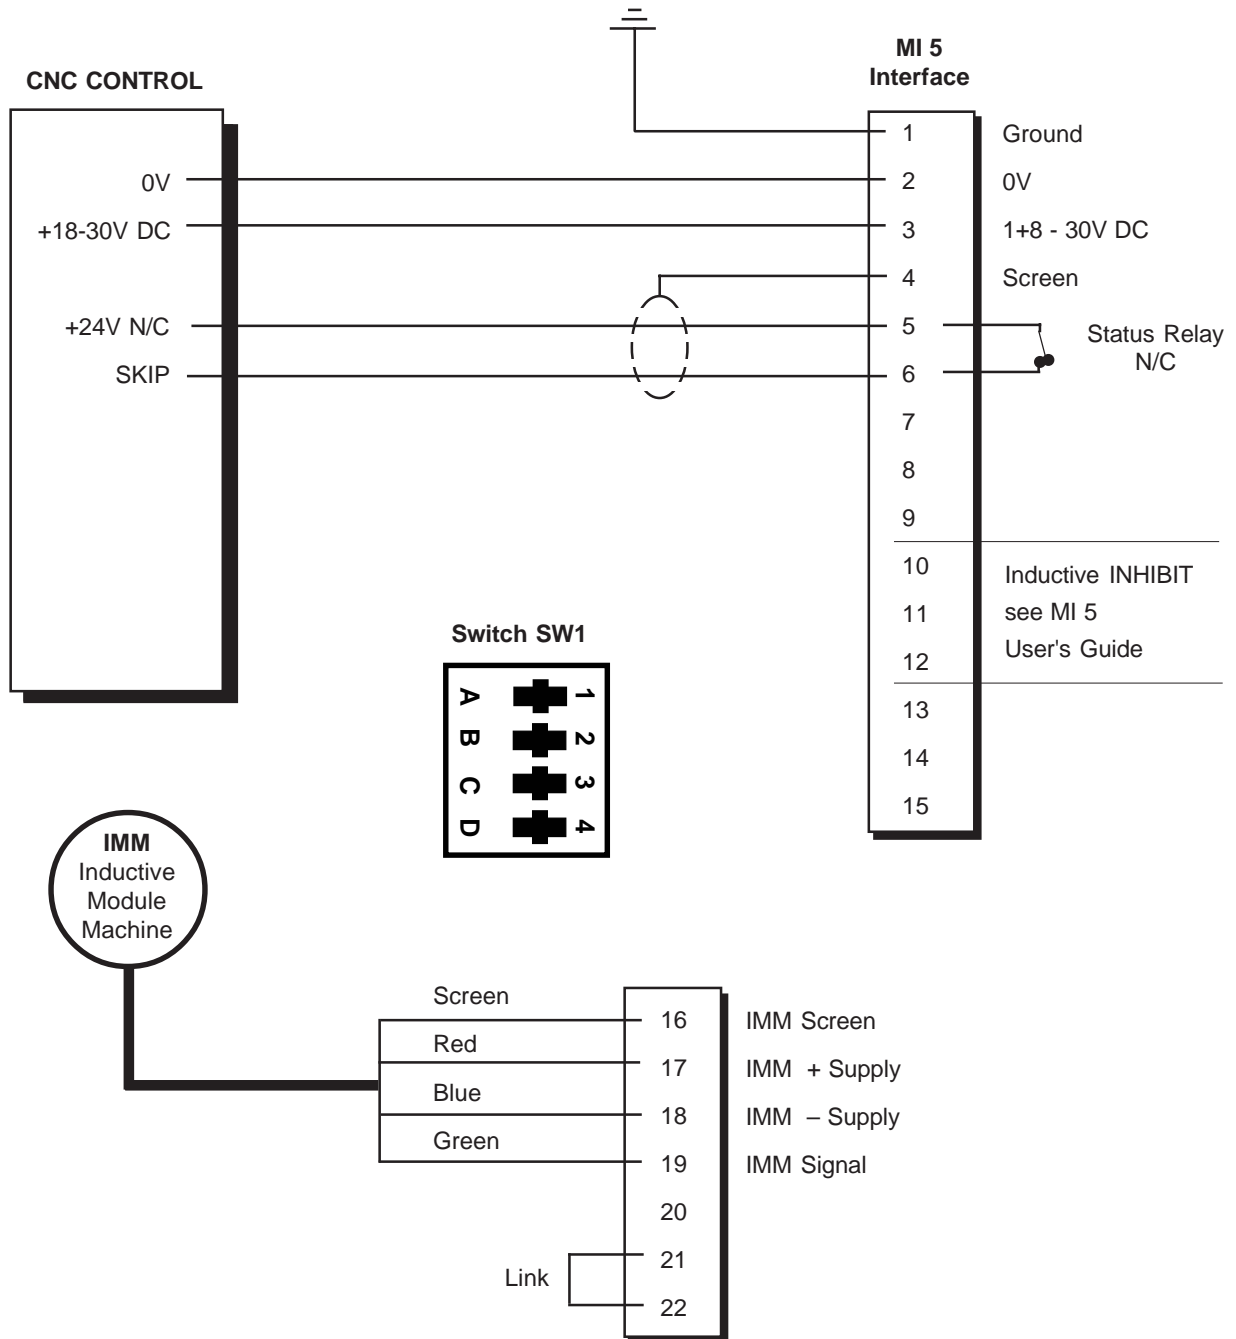 MI 5
Interface
CNC CONTROL
0V
+18-30V DC
+24V N/C
SKIP
1 Ground
2 0V
3 1+8 - 30V DC
4 Screen
5
6
Status Relay
N/C
7
8
9
10
11
12
Inductive INHIBIT
see MI 5
User's Guide
13
14
15
Switch SW1
A 1
B 2
C 3
D 4
IMM
Inductive
Module
Machine
Screen 16 IMM Screen
Red 17 IMM + Supply
Blue 18 IMM – Supply
Green 19 IMM Signal
20
21
Link
22